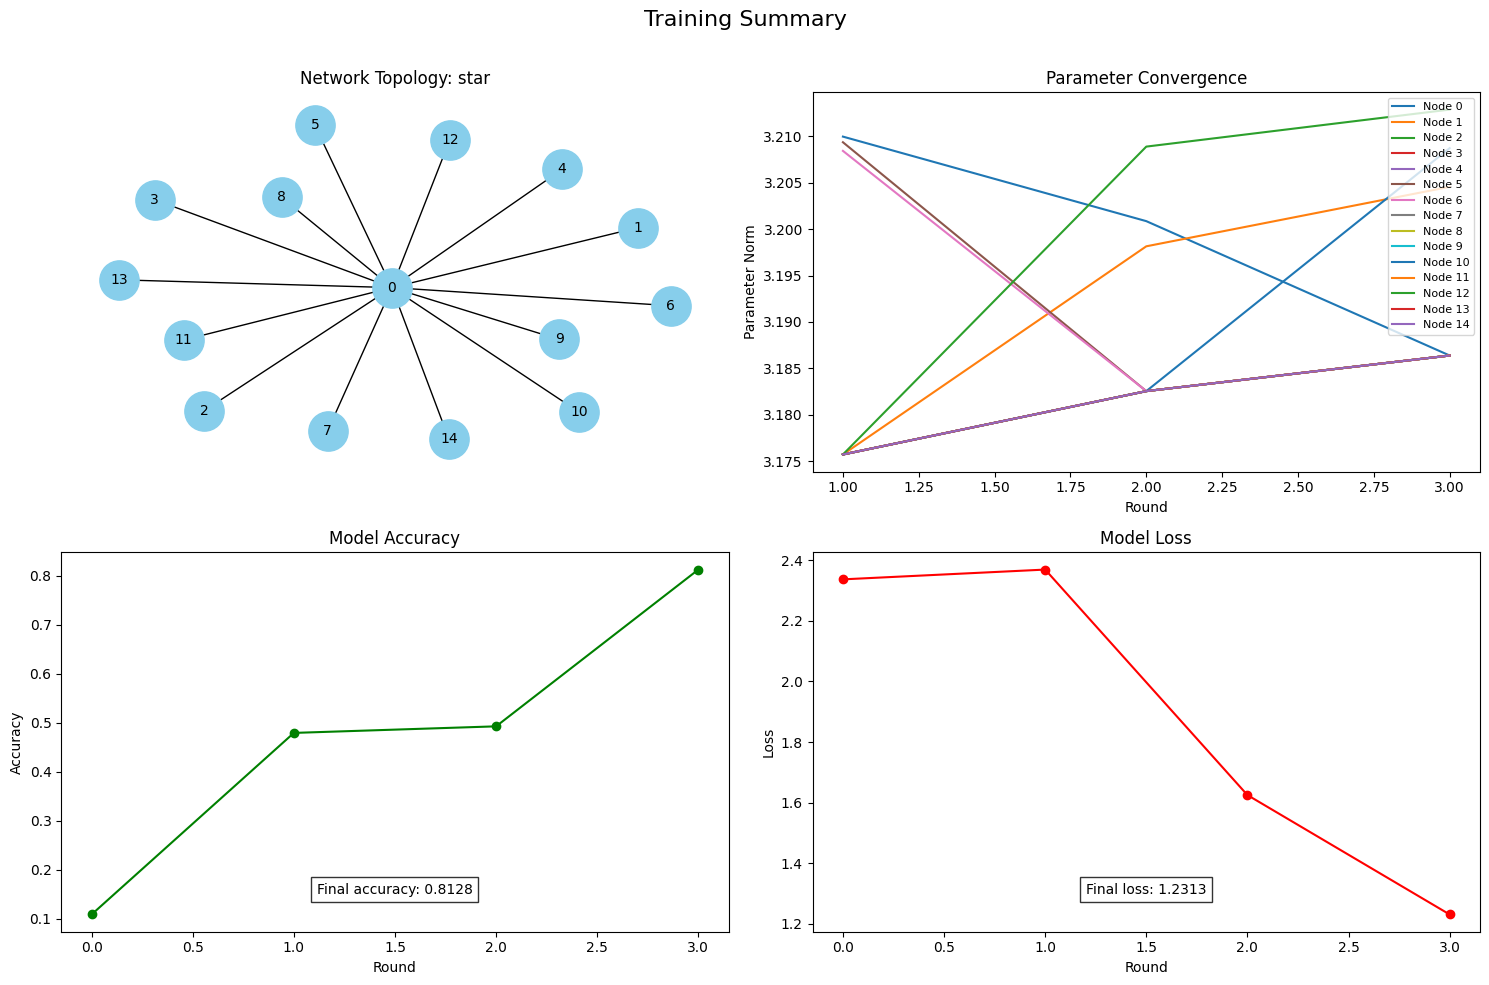 Training Summary
Network Topology: star
5
12
4
3
8
1
13
0
6
11
9
2
10
7
14
Parameter Convergence
Parameter Norm
3.210
3.205
3.200
3.195
3.190
3.185
3.180
3.175
1.00 1.25 1.50 1.75 2.00 2.25 2.50 2.75 3.00
Round
Node 0
Node 1
Node 2
Node 3
Node 4
Node 5
Node 6
Node 7
Node 8
Node 9
Node 10
Node 11
Node 12
Node 13
Node 14
Model Accuracy
Accuracy
0.8
0.7
0.6
0.5
0.4
0.3
0.2
0.1
Final accuracy: 0.8128
0.0 0.5 1.0 1.5 2.0 2.5 3.0
Round
Model Loss
Loss
2.4
2.2
2.0
1.8
1.6
1.4
1.2
Final loss: 1.2313
0.0 0.5 1.0 1.5 2.0 2.5 3.0
Round